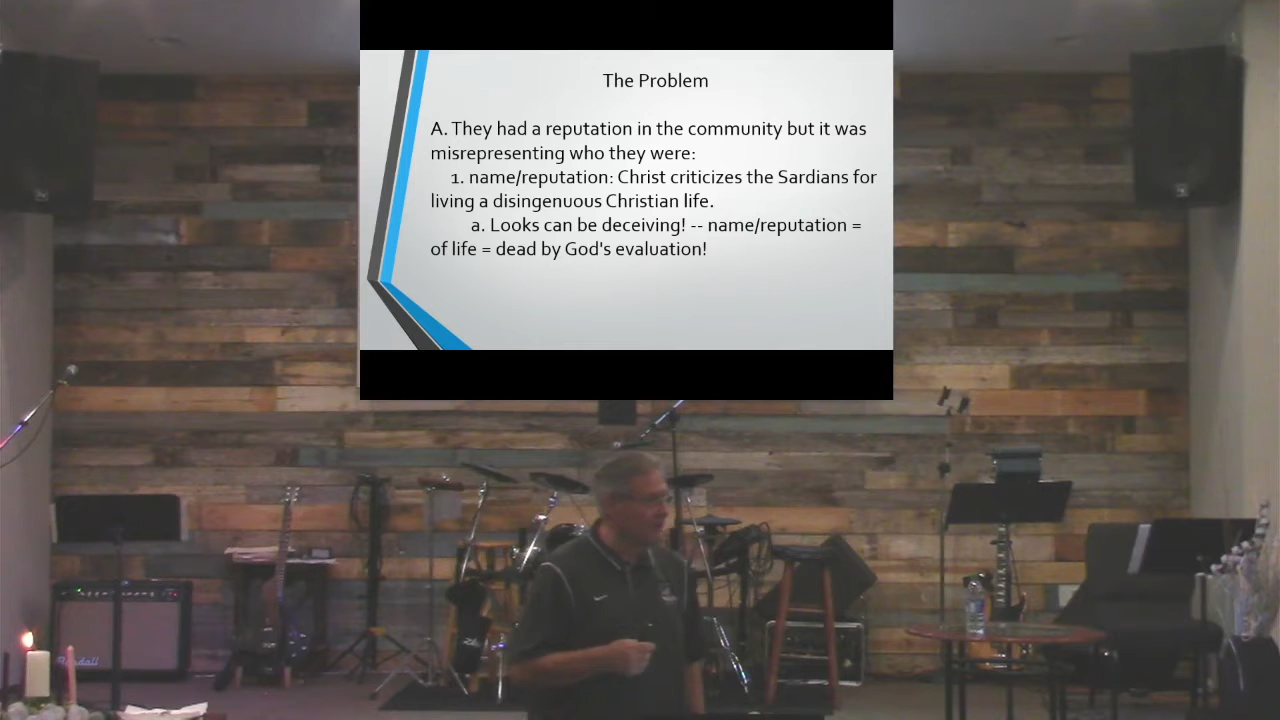 The Problem
A. They had a reputation in the community but it was
misrepresenting who they were:
1. name/reputation: Christ criticizes the Sardians for
living a disingenuous Christian life.
a. Looks can be deceiving! -- name/reputation =
of life = dead by God's evaluation!
Randall